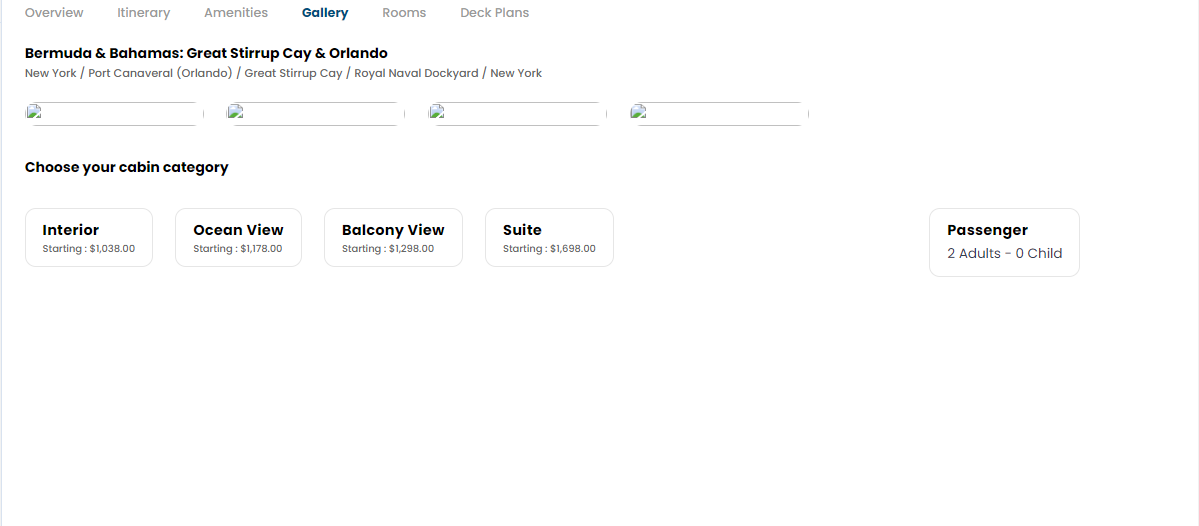 Overview Itinerary Amenities Gallery Rooms Deck Plans
Bermuda & Bahamas: Great Stirrup Cay & Orlando
New York / Port Canaveral (Orlando) / Great Stirrup Cay / Royal Naval Dockyard / New York
Choose your cabin category
Interior
Starting : $1,038.00
Ocean View
Starting : $1,178.00
Balcony View
Starting : $1,298.00
Suite
Starting : $1,698.00
Passenger
2 Adults - 0 Child